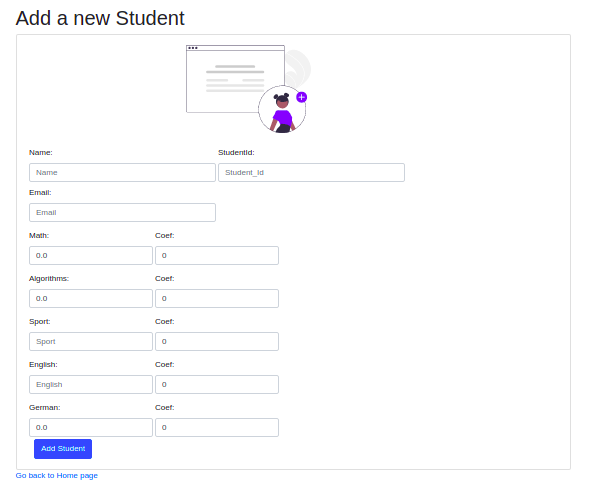 Add a new Student
Name: StudentId:
Name Student_Id
Email:
Email
Math: Coef:
0.0 0
Algorithms: Coef:
0.0 0
Sport: Coef:
Sport 0
English: Coef:
English 0
German: Coef:
0.0 0
Add Student
Go back to Home page